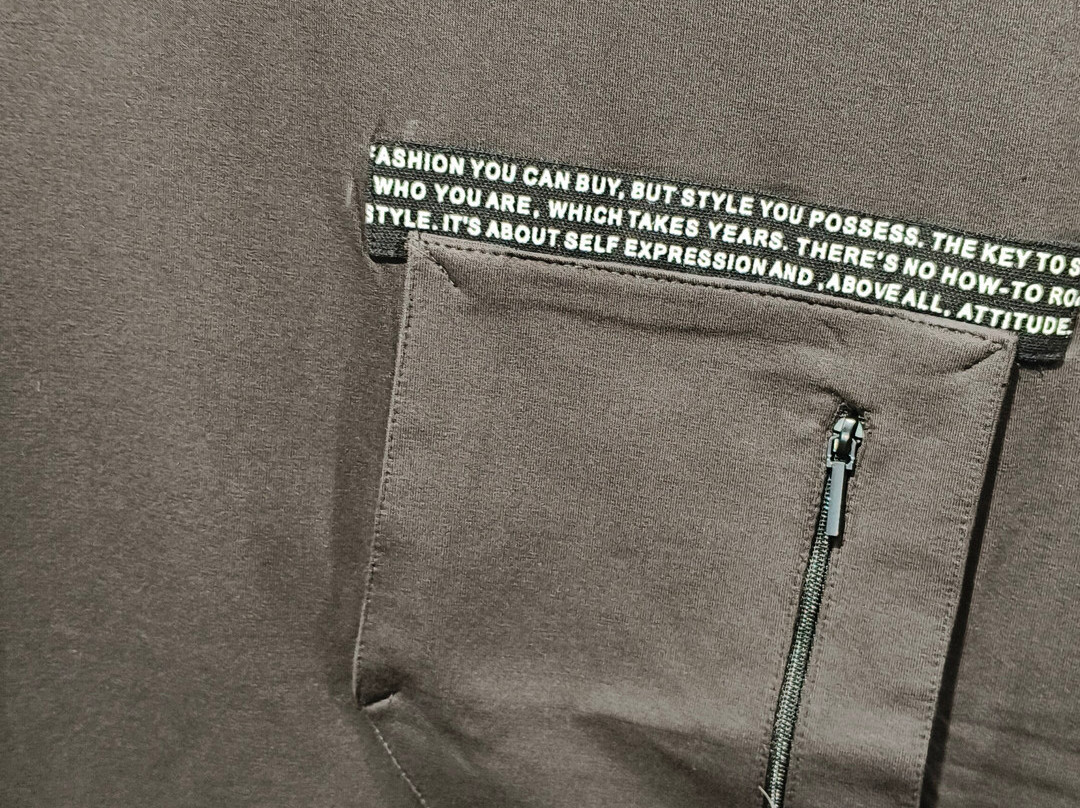 FASHION YOU CAN BUY, BUT STYLE YOU POSSESS. THE KEY TO S
WHO YOU ARE, WHICH TAKES YEARS. THERE'S NO HOW-TO RO
STYLE. IT'S ABOUT SELF EXPRESSION AND ,ABOVE ALL, ATTITUDE.